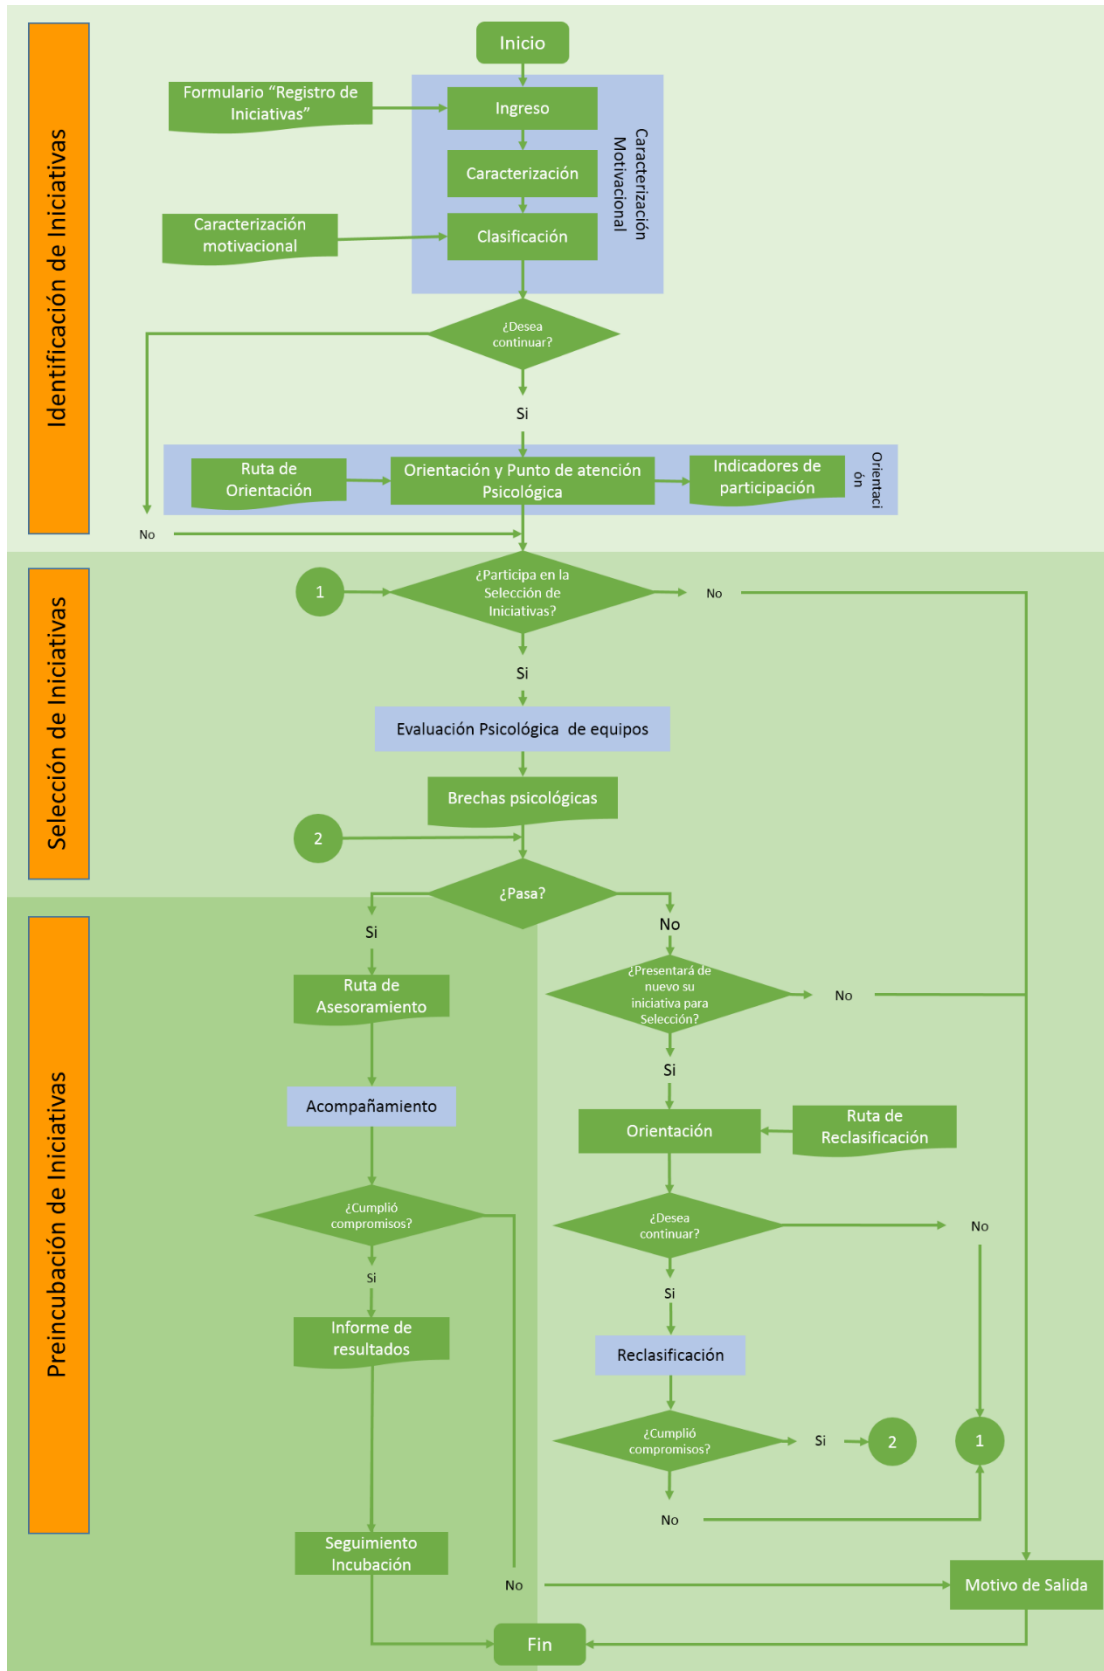 Identificación de Iniciativas
Inicio
Formulario “Registro de
Iniciativas”
Ingreso
Caracterización
Caracterización
Motivacional
Caracterización
motivacional
Clasificación
¿Desea
continuar?
Si
Ruta de
Orientación
Orientación y Punto de atención
Psicológica
Indicadores de
participación
Orientaci
ón
No
Selección de Iniciativas
1
¿Participa en la
Selección de
Iniciativas?
No
Si
Evaluación Psicológica de equipos
Brechas psicológicas
2
¿Pasa?
Preincubación de Iniciativas
Si
No
Ruta de
Asesoramiento
¿Presentará de
nuevo su
iniciativa para
Selección?
No
Si
Acompañamiento
Orientación
Ruta de
Reclasificación
¿Cumplió
compromisos?
¿Desea
continuar?
No
Si
Si
Informe de
resultados
Reclasificación
¿Cumplió
compromisos?
Si
2
1
No
Seguimiento
Incubación
No
Motivo de Salida
Fin